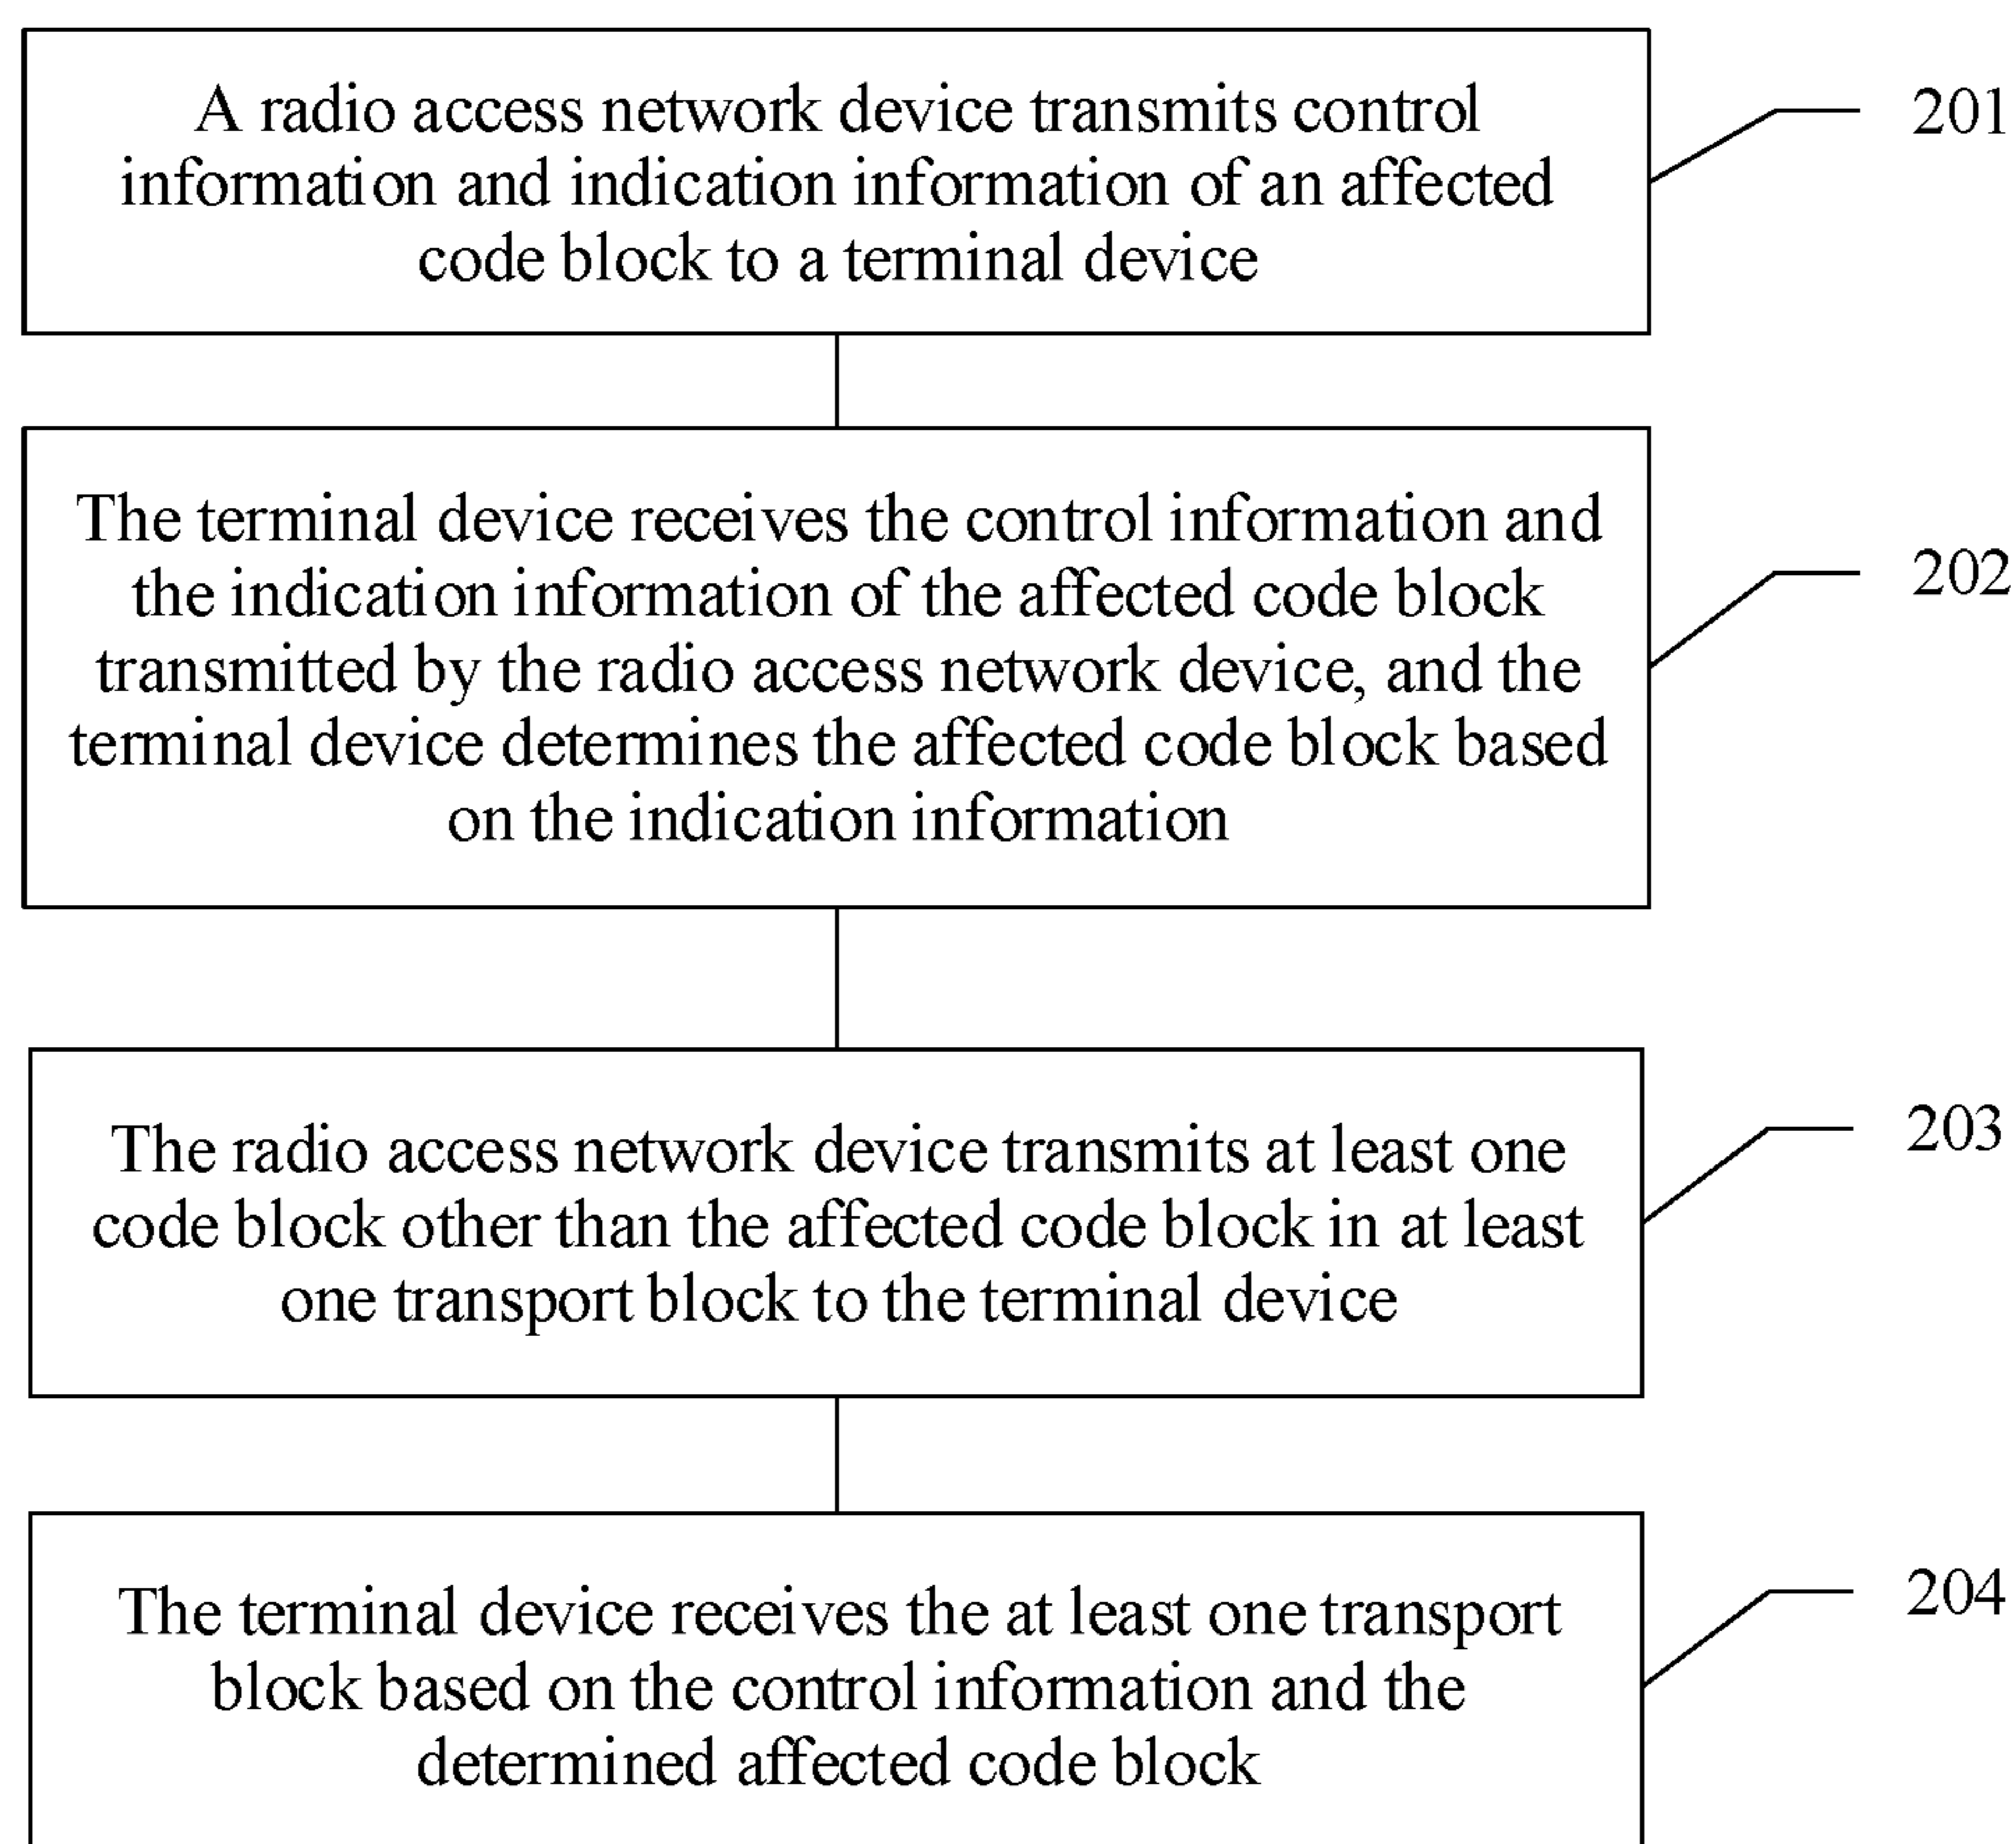 A radio access network device transmits control
information and indication information of an affected
code block to a terminal device
201
The terminal device receives the control information and
the indication information of the affected code block
transmitted by the radio access network device, and the
terminal device determines the affected code block based
on the indication information
202
The radio access network device transmits at least one
code block other than the affected code block in at least
one transport block to the terminal device
203
The terminal device receives the at least one transport
block based on the control information and the
determined affected code block
204